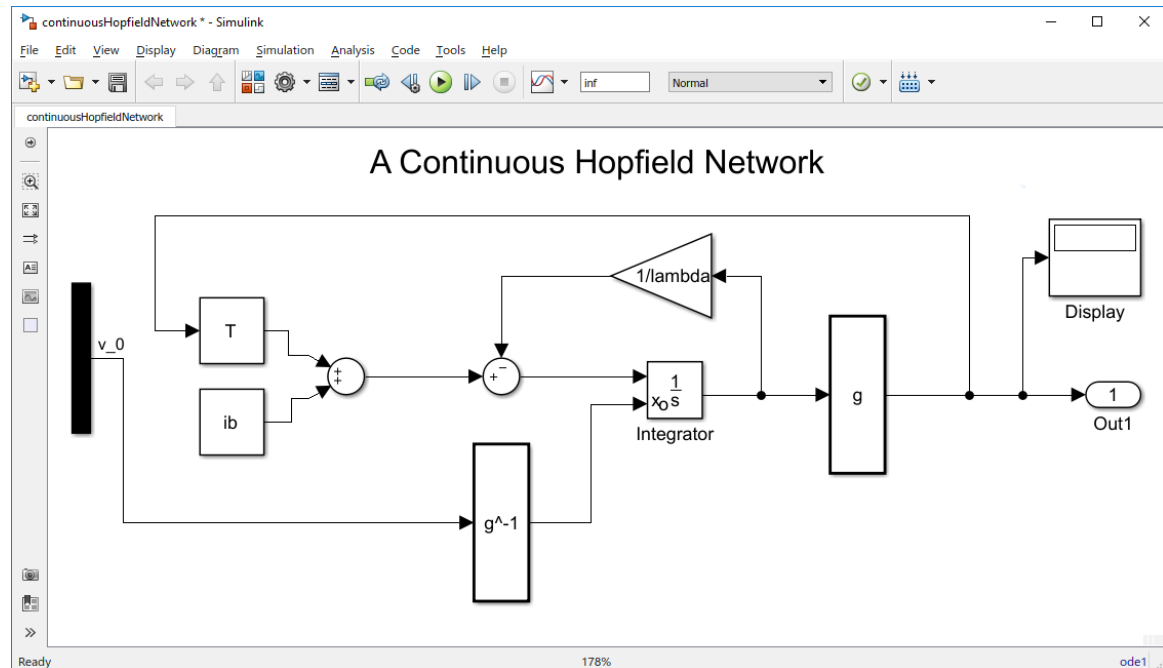 continuousHopfieldNetwork * - Simulink
File Edit View Display Diagram Simulation Analysis Code Tools Help
inf Normal
continuousHopfieldNetwork
A Continuous Hopfield Network
1/lambda
Display
v_0
T
+
+
+
−
1
s
xo
Integrator
g
1
Out1
ib
g^-1
Ready 178% ode1